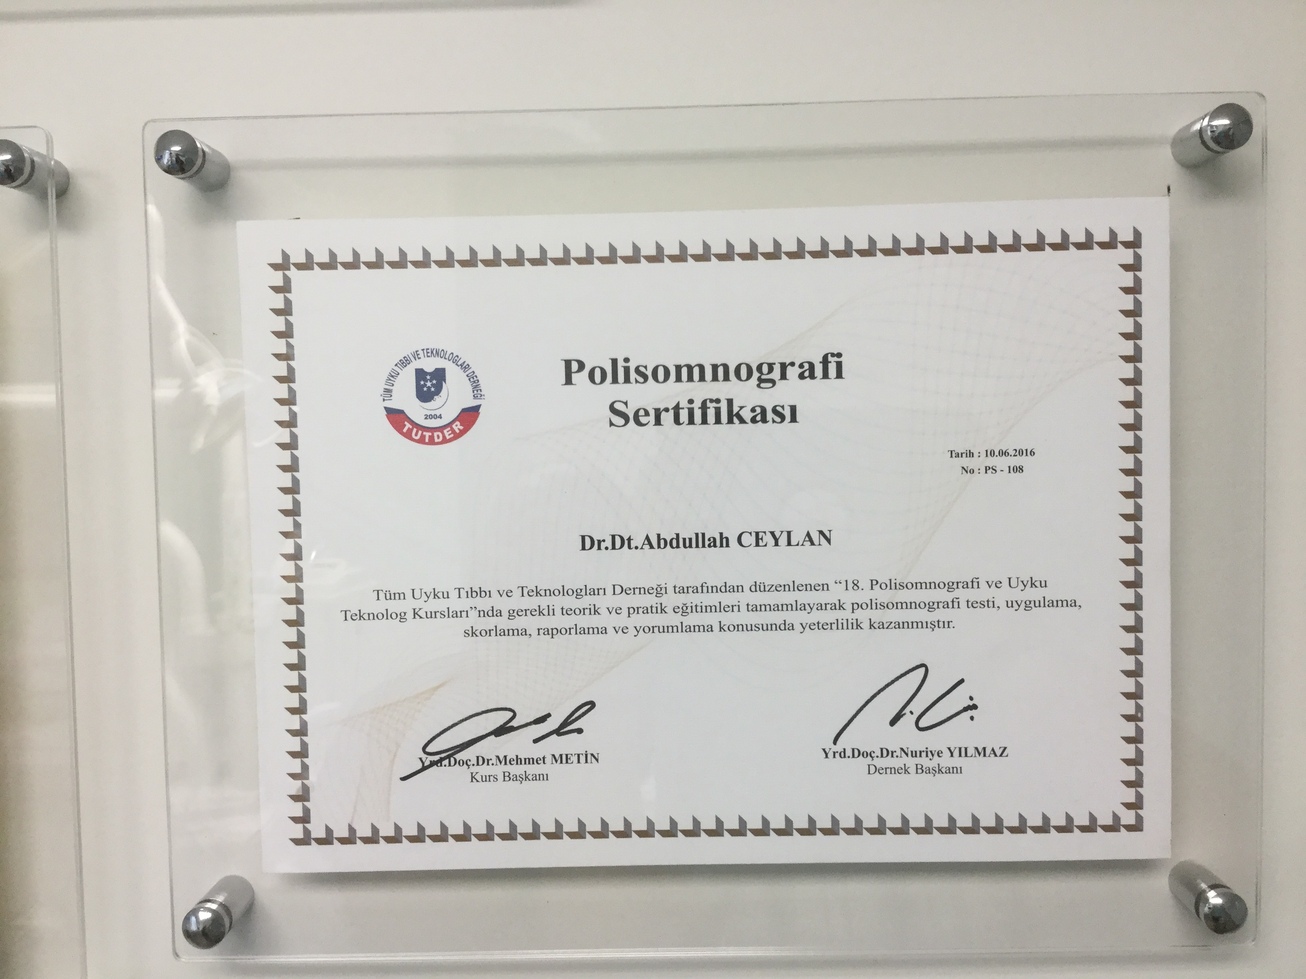 TÜM UYKU TIBBI VE TEKNOLOGLARI DERNEĞİ
2004
TUTDER
Polisomnografi
Sertifikası
Tarih : 10.06.2016
No : PS - 108
Dr.Dt.Abdullah CEYLAN
Tüm Uyku Tıbbı ve Teknologları Derneği tarafından düzenlenen “18. Polisomnografi ve Uyku
Teknolog Kursları”nda gerekli teorik ve pratik eğitimleri tamamlayarak polisomnografi testi, uygulama,
skorlama, raporlama ve yorumlama konusunda yeterlilik kazanmıştır.
Yrd.Doç.Dr.Mehmet METİN
Kurs Başkanı
Yrd.Doç.Dr.Nuriye YILMAZ
Dernek Başkanı